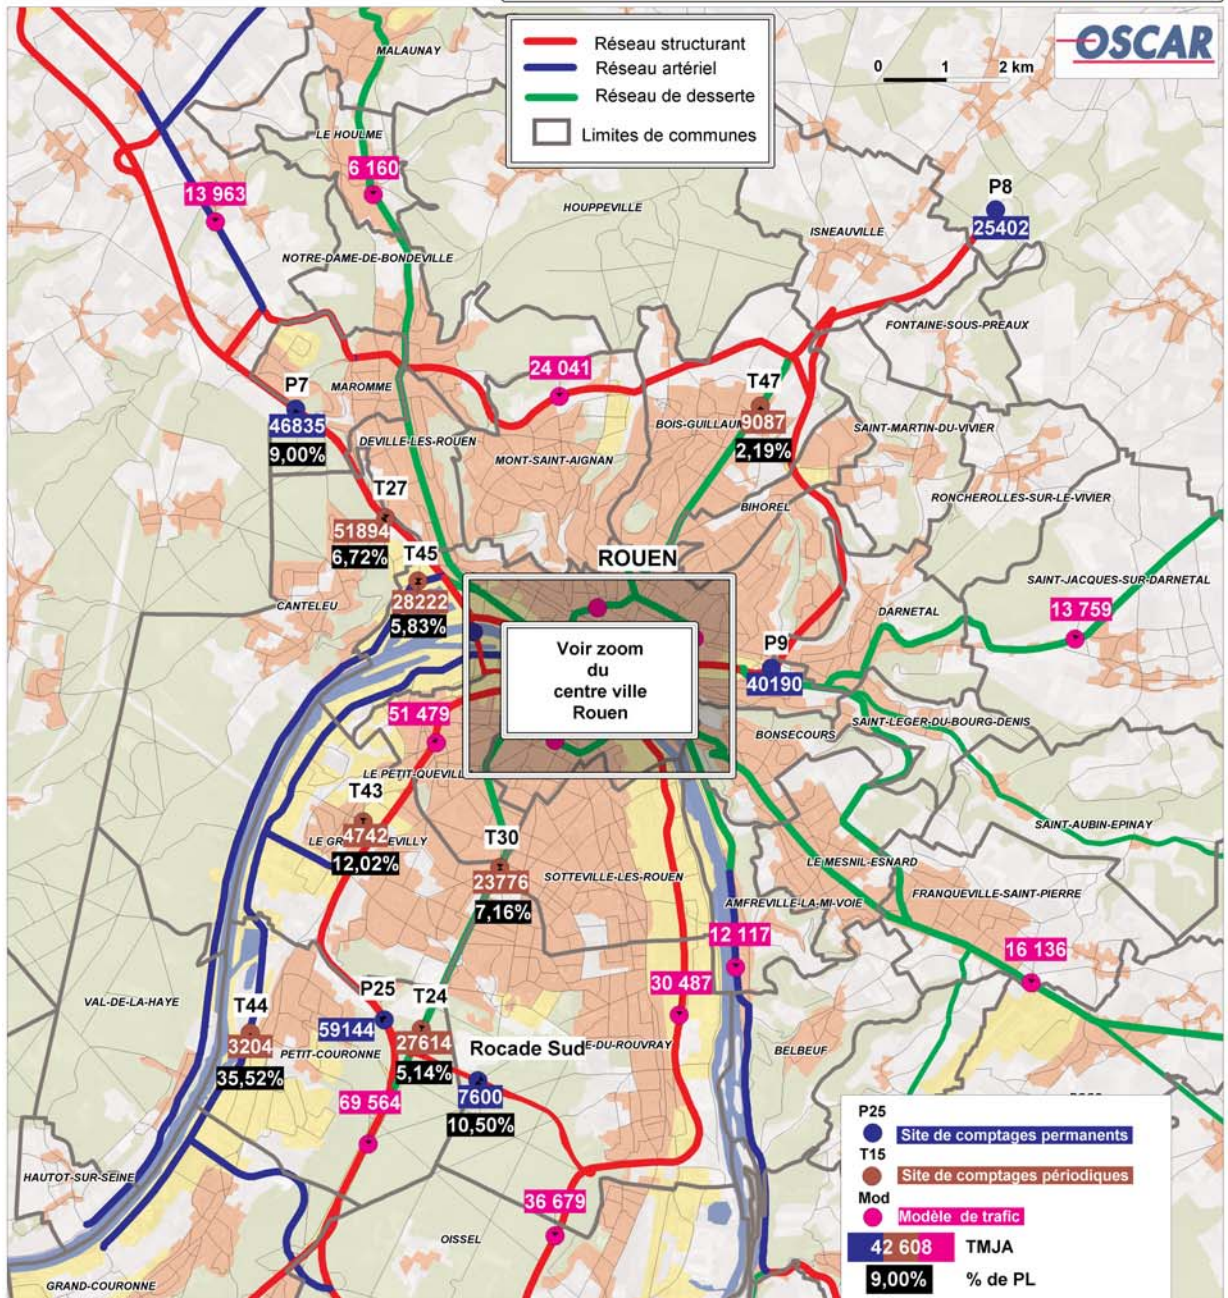 Réseau structurant
Réseau artériel
Réseau de desserte
Limites de communes
OSCAR
0 1 2 km
MALAUNAY
LE HOULME
6 160
13 963
HOUPPEVILLE
P8
25402
ISNEAUVILLE
NOTRE-DAME-DE-BONDEVILLE
FONTAINE-SOUS-PREAUX
24 041
P7
MAROMME
T47
46835
9087
BOIS-GUILLAUM
9,00%
2,19%
DEVILLE-LES-ROUEN
SAINT-MARTIN-DU-VIVIER
MONT-SAINT-AIGNAN
T27
RONCHEROLLES-SUR-LE-VIVIER
BIHOREL
51894
6,72%
T45
ROUEN
28222
5,83%
CANTELEU
SAINT-JACQUES-SUR-DARNETAL
13 759
DARNETAL
Voir zoom
du
centre ville
Rouen
P9
40190
51 479
SAINT-LEGER-DU-BOURG-DENIS
BONSECOURS
LE PETIT-QUEVILL
T43
4742
LE GR
EVILLY
12,02%
SAINT-AUBIN-EPINAY
T30
23776
7,16%
SOTTEVILLE-LES-ROUEN
LE MESNIL-ESNARD
FRANQUEVILLE-SAINT-PIERRE
AMFREVILLE-LA-MI-VOIE
12 117
16 136
30 487
VAL-DE-LA-HAYE
T44
3204
35,52%
P25
59144
T24
27614
5,14%
PETIT-COURONNE
Rocade Sud
E-DU-ROUVRAY
BELBEUF
7600
10,50%
69 564
HAUTOT-SUR-SEINE
36 679
OISSEL
GRAND-COURONNE
P25
Site de comptages permanents
T15
Site de comptages périodiques
Mod
Modèle de trafic
42 608 TMJA
9,00% % de PL